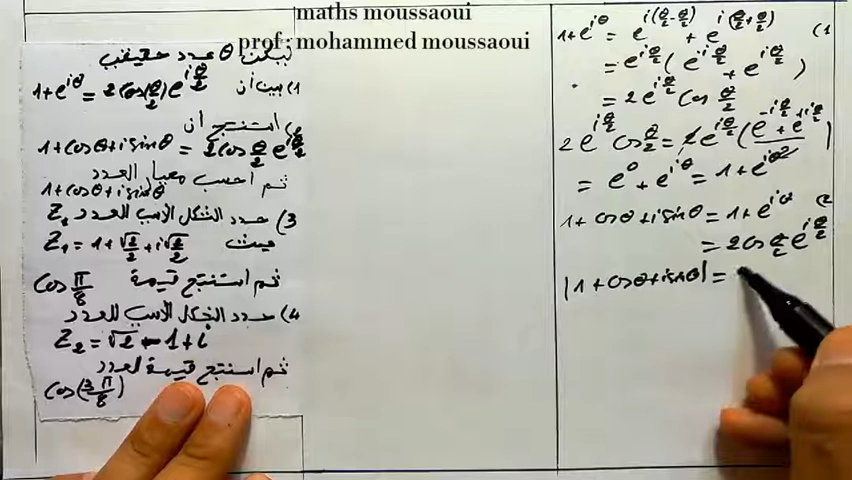 maths moussaoui
prof : mohammed moussaoui
ليكن θ عدد حقيقي
1) بين أن 1+e^{iθ} = 2cos(θ/2)e^{iθ/2}
2) استنتج أن
1+cosθ+isinθ = 2cos θ/2 e^{iθ/2}
ثم احسب معيار العدد
1+cosθ+isinθ
3) حدد الشكل الأسي للعدد Z₁
حيث Z₁ = 1+√2/2+i√2/2
ثم استنتج قيمة cos π/8
4) حدد الشكل الأسي للعدد
Z₂ = √2-1+i
ثم استنتج قيمة العدد
cos(3π/8)
1+e^{iθ} = e^{i(θ/2-θ/2)} + e^{i(θ/2+θ/2)} (1
= e^{iθ/2}(e^{-iθ/2} + e^{iθ/2})
= 2e^{iθ/2} cos θ/2
2e^{iθ/2} cos θ/2 = 2e^{iθ/2}(e^{-iθ/2}+e^{iθ/2}/2)
= e^0 + e^{iθ} = 1+e^{iθ}
1+cosθ+isinθ = 1+e^{iθ} (2
= 2cos θ/2 e^{iθ/2}
|1+cosθ+isinθ| =